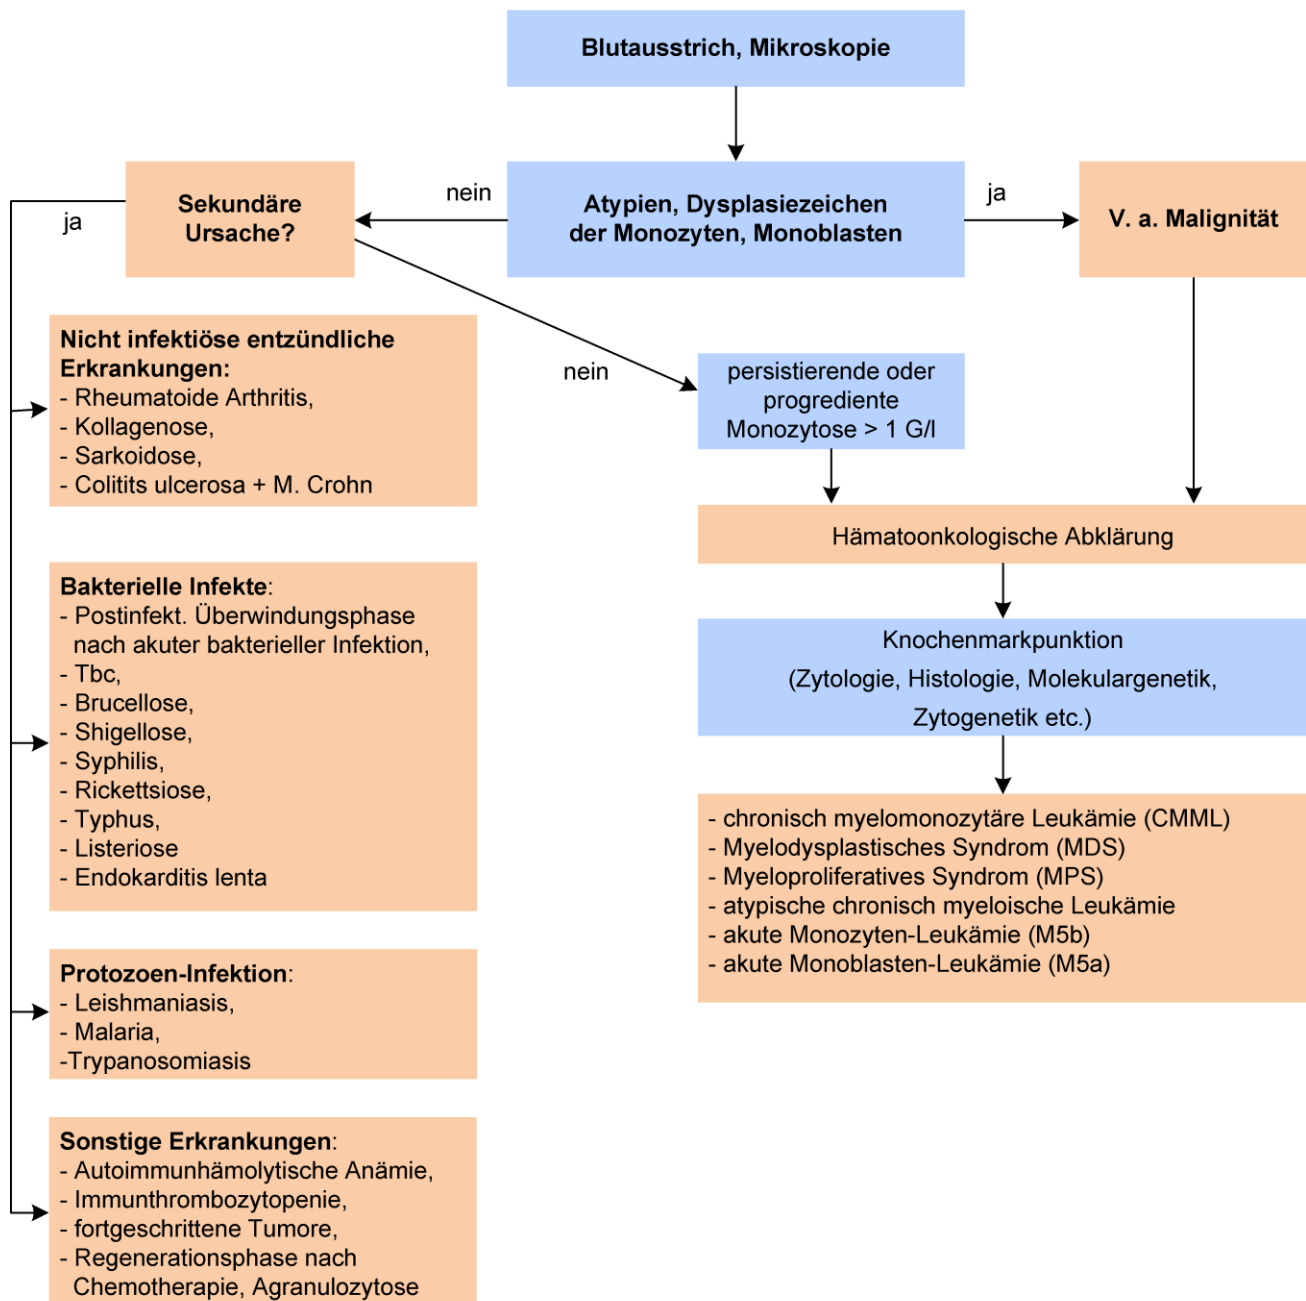 Blutausstrich, Mikroskopie
ja
Sekundäre
Ursache?
nein
Atypien, Dysplasiezeichen
der Monozyten, Monoblasten
ja
V. a. Malignität
Nicht infektiöse entzündliche
Erkrankungen:
- Rheumatoide Arthritis,
- Kollagenose,
- Sarkoidose,
- Colitits ulcerosa + M. Crohn
nein
persistierende oder
progrediente
Monozytose > 1 G/l
Hämatoonkologische Abklärung
Bakterielle Infekte:
- Postinfekt. Überwindungsphase
nach akuter bakterieller Infektion,
- Tbc,
- Brucellose,
- Shigellose,
- Syphilis,
- Rickettsiose,
- Typhus,
- Listeriose
- Endokarditis lenta
Knochenmarkpunktion
(Zytologie, Histologie, Molekulargenetik,
Zytogenetik etc.)
- chronisch myelomonozytäre Leukämie (CMML)
- Myelodysplastisches Syndrom (MDS)
- Myeloproliferatives Syndrom (MPS)
- atypische chronisch myeloische Leukämie
- akute Monozyten-Leukämie (M5b)
- akute Monoblasten-Leukämie (M5a)
Protozoen-Infektion:
- Leishmaniasis,
- Malaria,
-Trypanosomiasis
Sonstige Erkrankungen:
- Autoimmunhämolytische Anämie,
- Immunthrombozytopenie,
- fortgeschrittene Tumore,
- Regenerationsphase nach
Chemotherapie, Agranulozytose